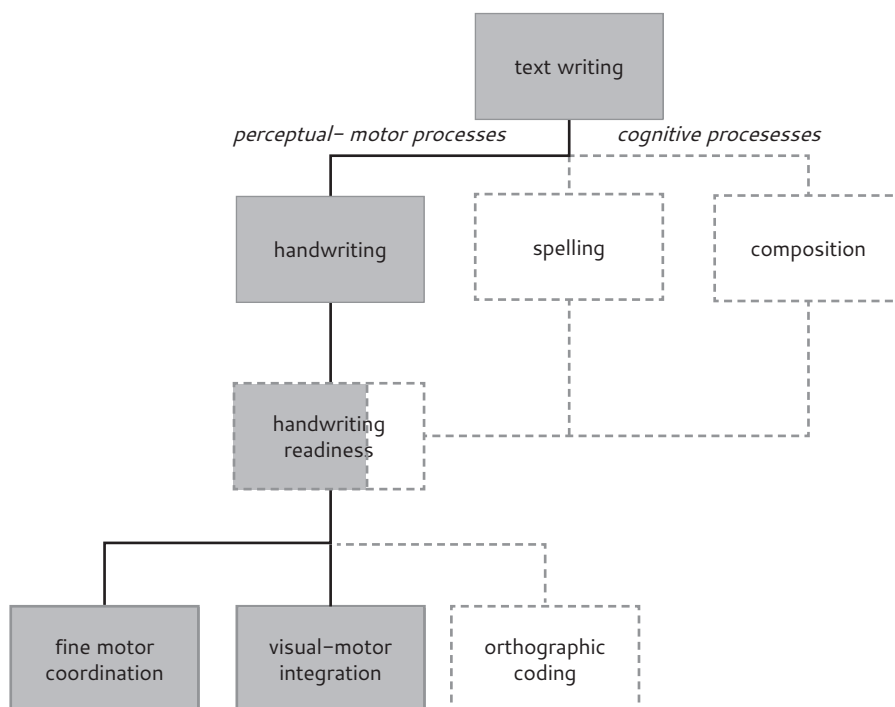 text writing
perceptual- motor processes
cognitive procesesses
handwriting
spelling
composition
handwriting
readiness
fine motor
coordination
visual-motor
integration
orthographic
coding